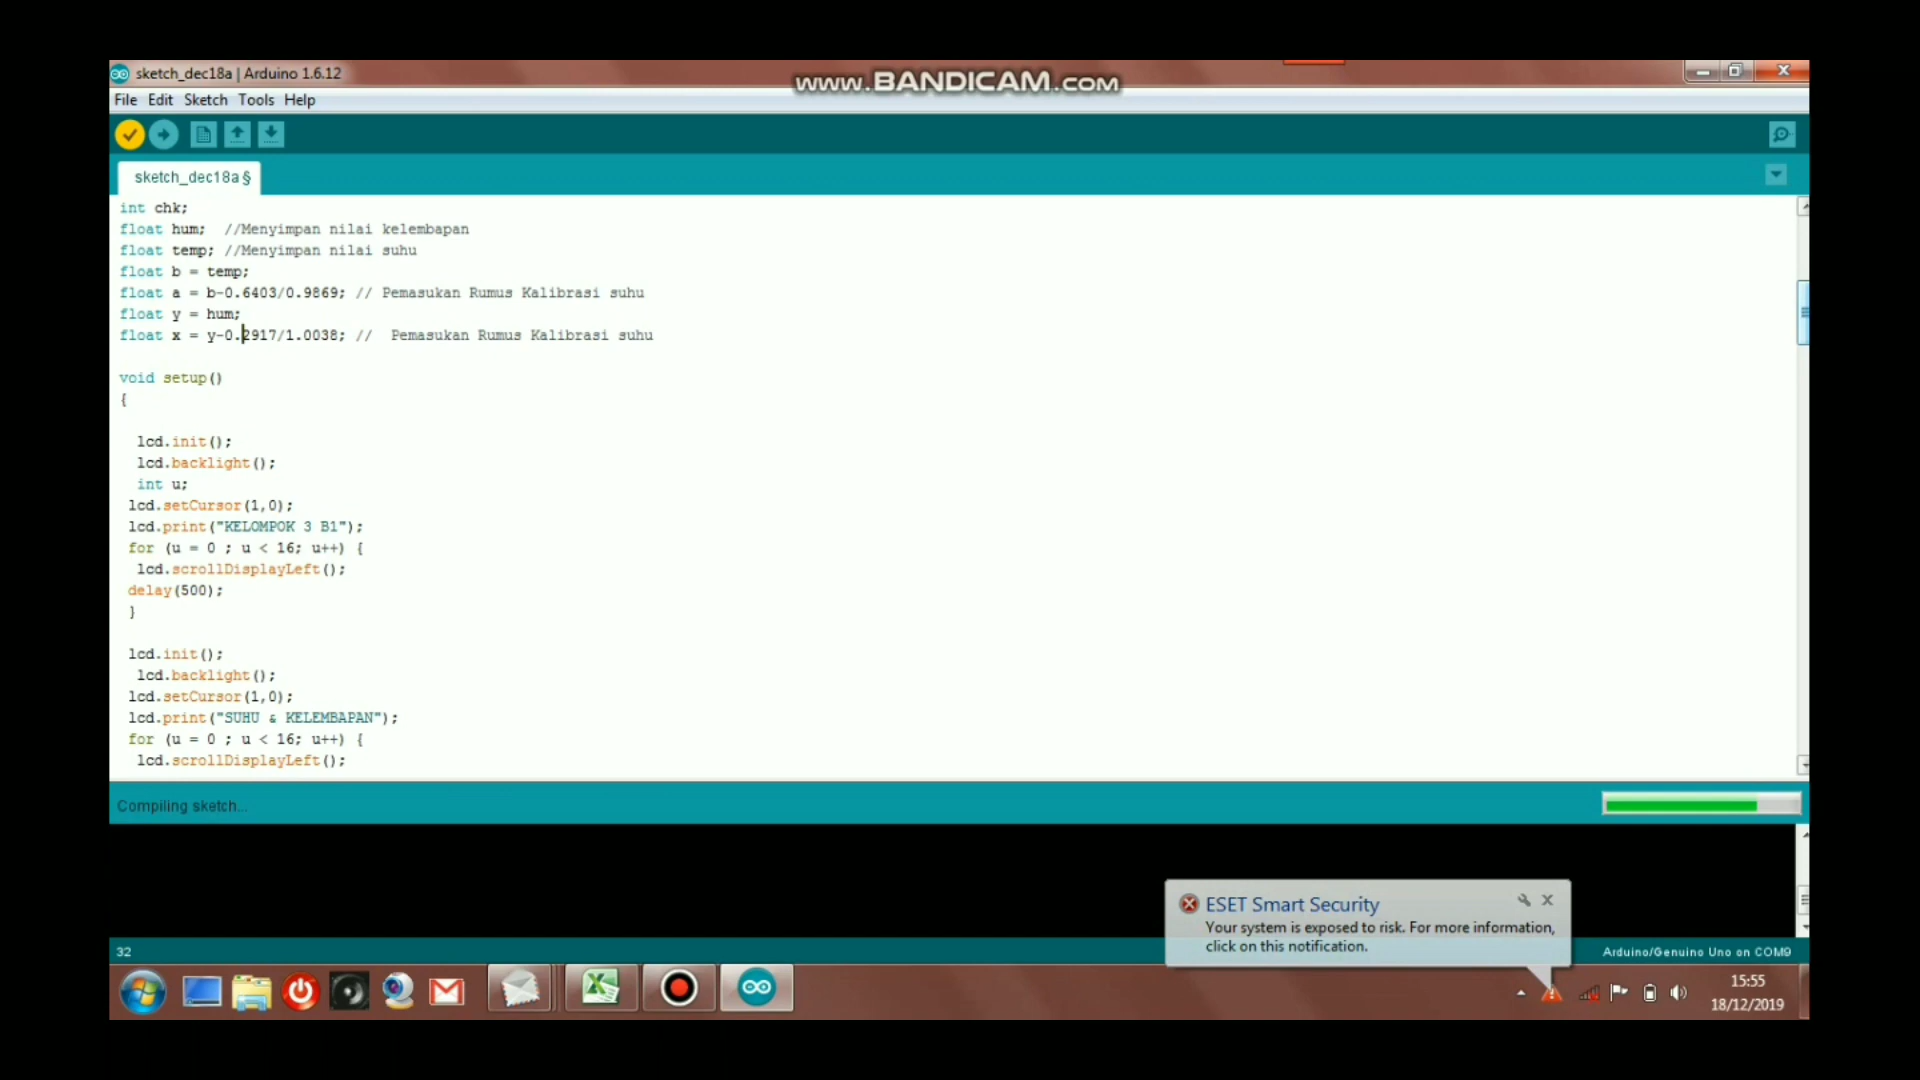 sketch_dec18a | Arduino 1.6.12
www.BANDICAM.COM
File Edit Sketch Tools Help
sketch_dec18a§
int chk;
float hum;  //Menyimpan nilai kelembapan
float temp; //Menyimpan nilai suhu
float b = temp;
float a = b-0.6403/0.9869; // Pemasukan Rumus Kalibrasi suhu
float y = hum;
float x = y-0.2917/1.0038; //  Pemasukan Rumus Kalibrasi suhu
void setup()
{
lcd.init();
lcd.backlight();
int u;
lcd.setCursor(1,0);
lcd.print("KELOMPOK 3 B1");
for (u = 0 ; u < 16; u++) {
lcd.scrollDisplayLeft();
delay(500);
}
lcd.init();
lcd.backlight();
lcd.setCursor(1,0);
lcd.print("SUHU & KELEMBAPAN");
for (u = 0 ; u < 16; u++) {
lcd.scrollDisplayLeft();
Compiling sketch...
ESET Smart Security
Your system is exposed to risk. For more information,
click on this notification.
32
Arduino/Genuino Uno on COM9
15:55
18/12/2019